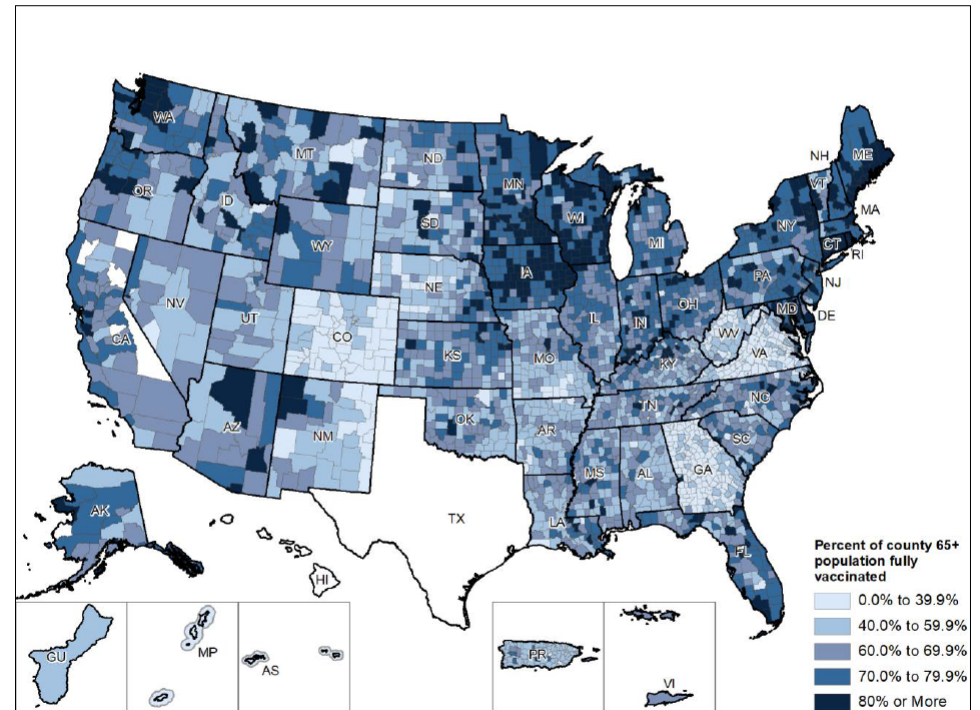 WA
MT
ND
MN
ME
NH
VT
OR
ID
SD
WI
NY
MA
WY
MI
CT
RI
IA
PA
NJ
NE
NV
UT
IL
IN
OH
MD
DE
CA
CO
WV
VA
KS
MO
KY
NC
TN
AZ
NM
OK
AR
SC
MS
AL
GA
AK
TX
LA
FL
HI
Percent of county 65+
population fully
vaccinated
0.0% to 39.9%
40.0% to 59.9%
60.0% to 69.9%
70.0% to 79.9%
80% or More
GU
MP
AS
PR
VI